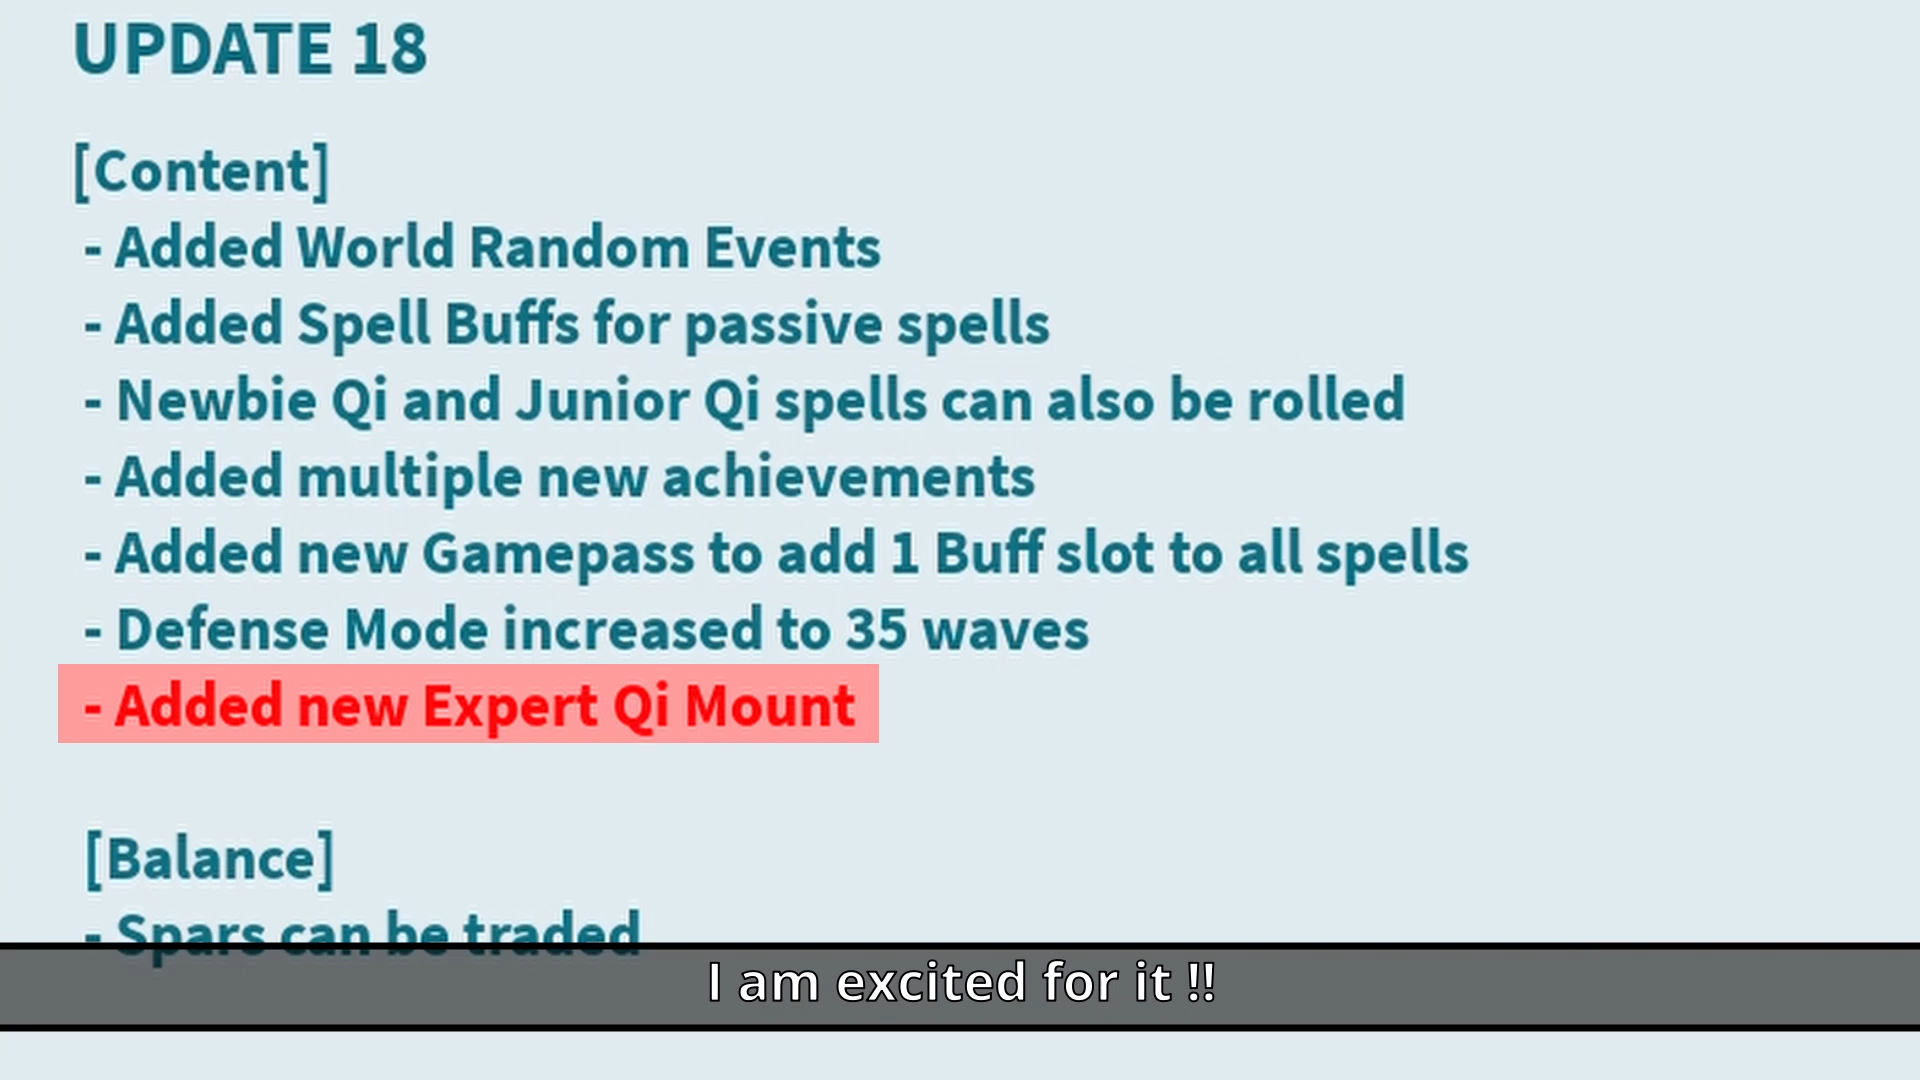 UPDATE 18
[Content]
- Added World Random Events
- Added Spell Buffs for passive spells
- Newbie Qi and Junior Qi spells can also be rolled
- Added multiple new achievements
- Added new Gamepass to add 1 Buff slot to all spells
- Defense Mode increased to 35 waves
- Added new Expert Qi Mount
[Balance]
- Spars can be traded
I am excited for it !!